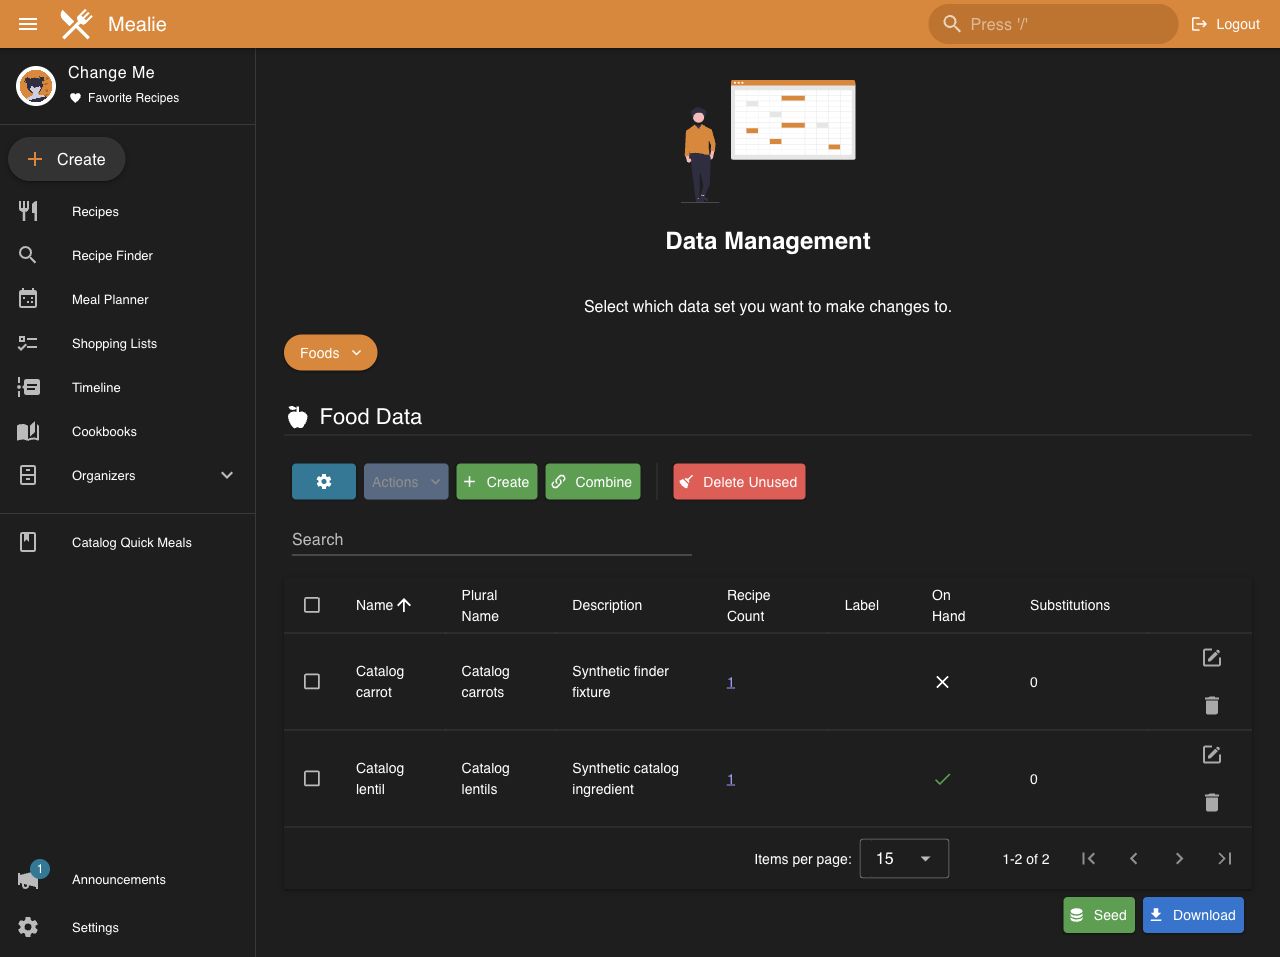 Mealie
Press '/'
Logout
Change Me
Favorite Recipes
Create
Recipes
Recipe Finder
Meal Planner
Shopping Lists
Timeline
Cookbooks
Organizers
Catalog Quick Meals
1
Announcements
Settings
Data Management
Select which data set you want to make changes to.
Foods
Food Data
Actions
Create
Combine
Delete Unused
Search
Name
Plural
Name
Description
Recipe
Count
Label
On
Hand
Substitutions
Catalog
carrot
Catalog
carrots
Synthetic finder
fixture
1
0
Catalog
lentil
Catalog
lentils
Synthetic catalog
ingredient
1
0
Items per page:
15
1-2 of 2
Seed
Download